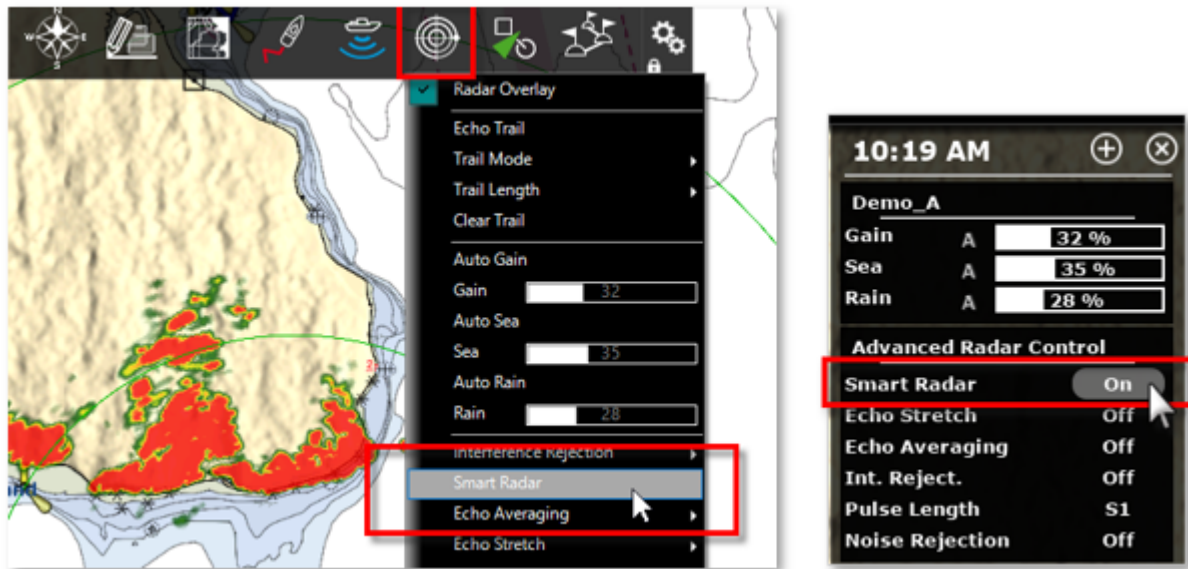 N
W
E
S
Radar Overlay
Echo Trail
Trail Mode
Trail Length
Clear Trail
Auto Gain
Gain 32
Auto Sea
Sea 35
Auto Rain
Rain 28
Interference Rejection
Smart Radar
Echo Averaging
Echo Stretch
10:19 AM
Demo_A
Gain A 32 %
Sea A 35 %
Rain A 28 %
Advanced Radar Control
Smart Radar On
Echo Stretch Off
Echo Averaging Off
Int. Reject. Off
Pulse Length S1
Noise Rejection Off